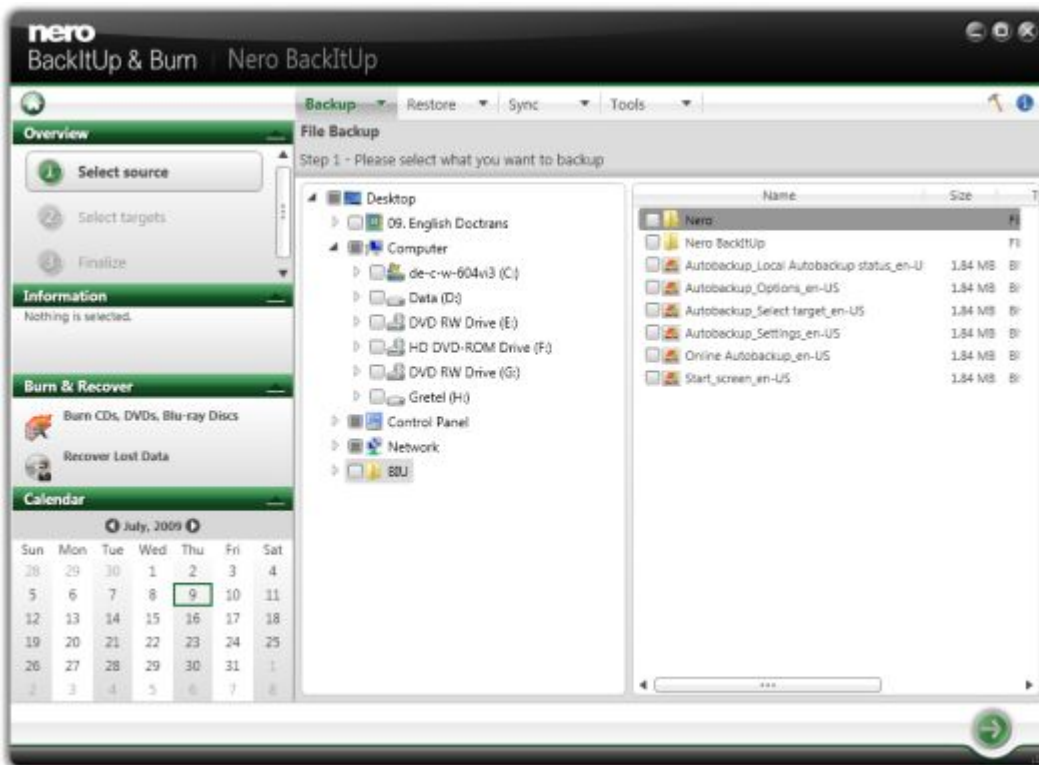 nero
BackItUp & Burn | Nero BackItUp
Backup Restore Sync Tools
Overview
1 Select source
2 Select targets
3 Finalize
Information
Nothing is selected.
Burn & Recover
Burn CDs, DVDs, Blu-ray Discs
Recover Lost Data
Calendar
July, 2009
Sun Mon Tue Wed Thu Fri Sat
28 29 30 1 2 3 4
5 6 7 8 9 10 11
12 13 14 15 16 17 18
19 20 21 22 23 24 25
26 27 28 29 30 31 1
2 3 4 5 6 7 8
File Backup
Step 1 - Please select what you want to backup
Desktop
09. English Doctrans
Computer
de-c-w-604vi3 (C:)
Data (D:)
DVD RW Drive (E:)
HD DVD-ROM Drive (F:)
DVD RW Drive (G:)
Gretel (H:)
Control Panel
Network
BIU
Name Size T
Nero Fil
Nero BackItUp Fil
Autobackup_Local Autobackup status_en-U 1.84 MB
Autobackup_Options_en-US 1.84 MB
Autobackup_Select target_en-US 1.84 MB
Autobackup_Settings_en-US 1.84 MB
Online Autobackup_en-US 1.84 MB
Start_screen_en-US 1.84 MB